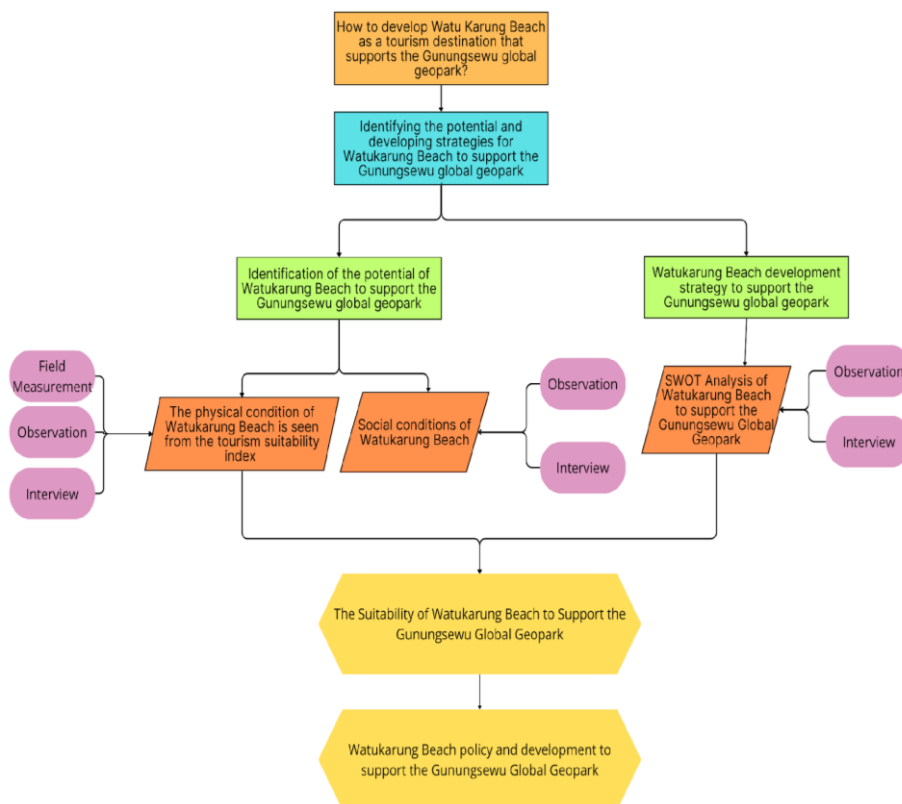 How to develop Watu Karung Beach
as a tourism destination that
supports the Gunungsewu global
geopark?
Identifying the potential and
developing strategies for
Watukarung Beach to support the
Gunungsewu global geopark
Identification of the potential of
Watukarung Beach to support the
Gunungsewu global geopark
Watukarung Beach development
strategy to support the
Gunungsewu global geopark
Field
Measurement
Observation
Interview
The physical condition of
Watukarung Beach is seen
from the tourism suitability
index
Social conditions of
Watukarung Beach
Observation
Interview
SWOT Analysis of
Watukarung Beach
to support the
Gunungsewu Global
Geopark
Observation
Interview
The Suitability of Watukarung Beach to Support the
Gunungsewu Global Geopark
Watukarung Beach policy and development to
support the Gunungsewu Global Geopark